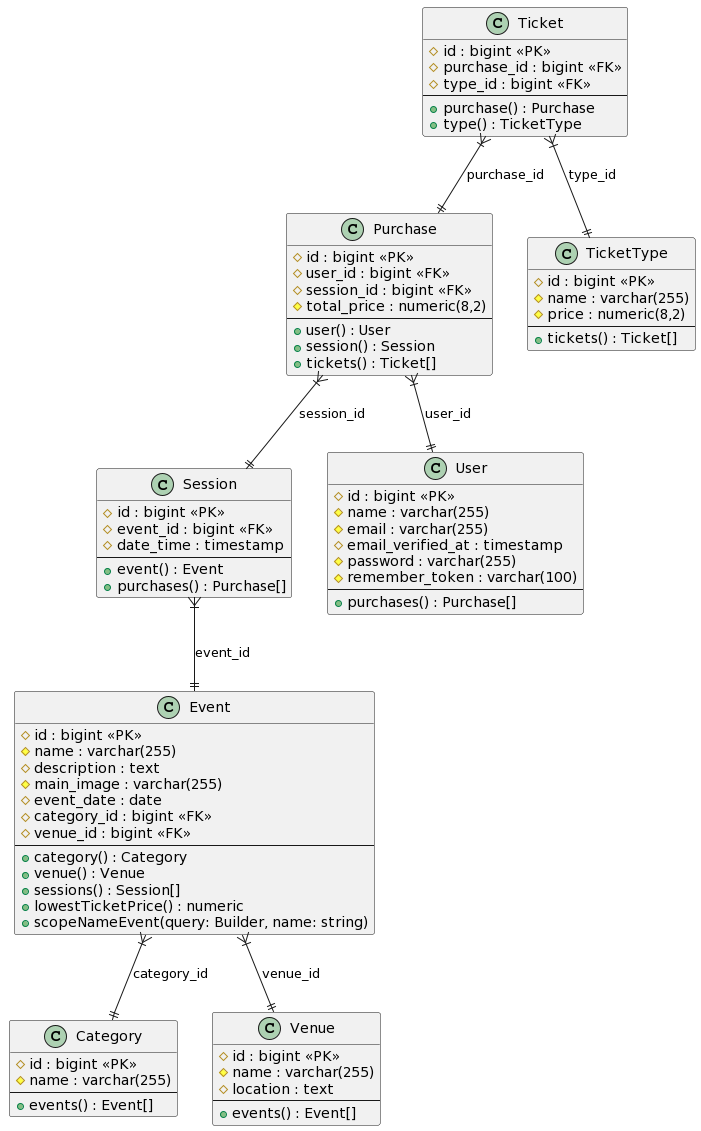 C Ticket
id : bigint «PK»
purchase_id : bigint «FK»
type_id : bigint «FK»
purchase() : Purchase
type() : TicketType
purchase_id
type_id
C Purchase
id : bigint «PK»
user_id : bigint «FK»
session_id : bigint «FK»
total_price : numeric(8,2)
user() : User
session() : Session
tickets() : Ticket[]
C TicketType
id : bigint «PK»
name : varchar(255)
price : numeric(8,2)
tickets() : Ticket[]
session_id
user_id
C Session
id : bigint «PK»
event_id : bigint «FK»
date_time : timestamp
event() : Event
purchases() : Purchase[]
C User
id : bigint «PK»
name : varchar(255)
email : varchar(255)
email_verified_at : timestamp
password : varchar(255)
remember_token : varchar(100)
purchases() : Purchase[]
event_id
C Event
id : bigint «PK»
name : varchar(255)
description : text
main_image : varchar(255)
event_date : date
category_id : bigint «FK»
venue_id : bigint «FK»
category() : Category
venue() : Venue
sessions() : Session[]
lowestTicketPrice() : numeric
scopeNameEvent(query: Builder, name: string)
category_id
venue_id
C Category
id : bigint «PK»
name : varchar(255)
events() : Event[]
C Venue
id : bigint «PK»
name : varchar(255)
location : text
events() : Event[]